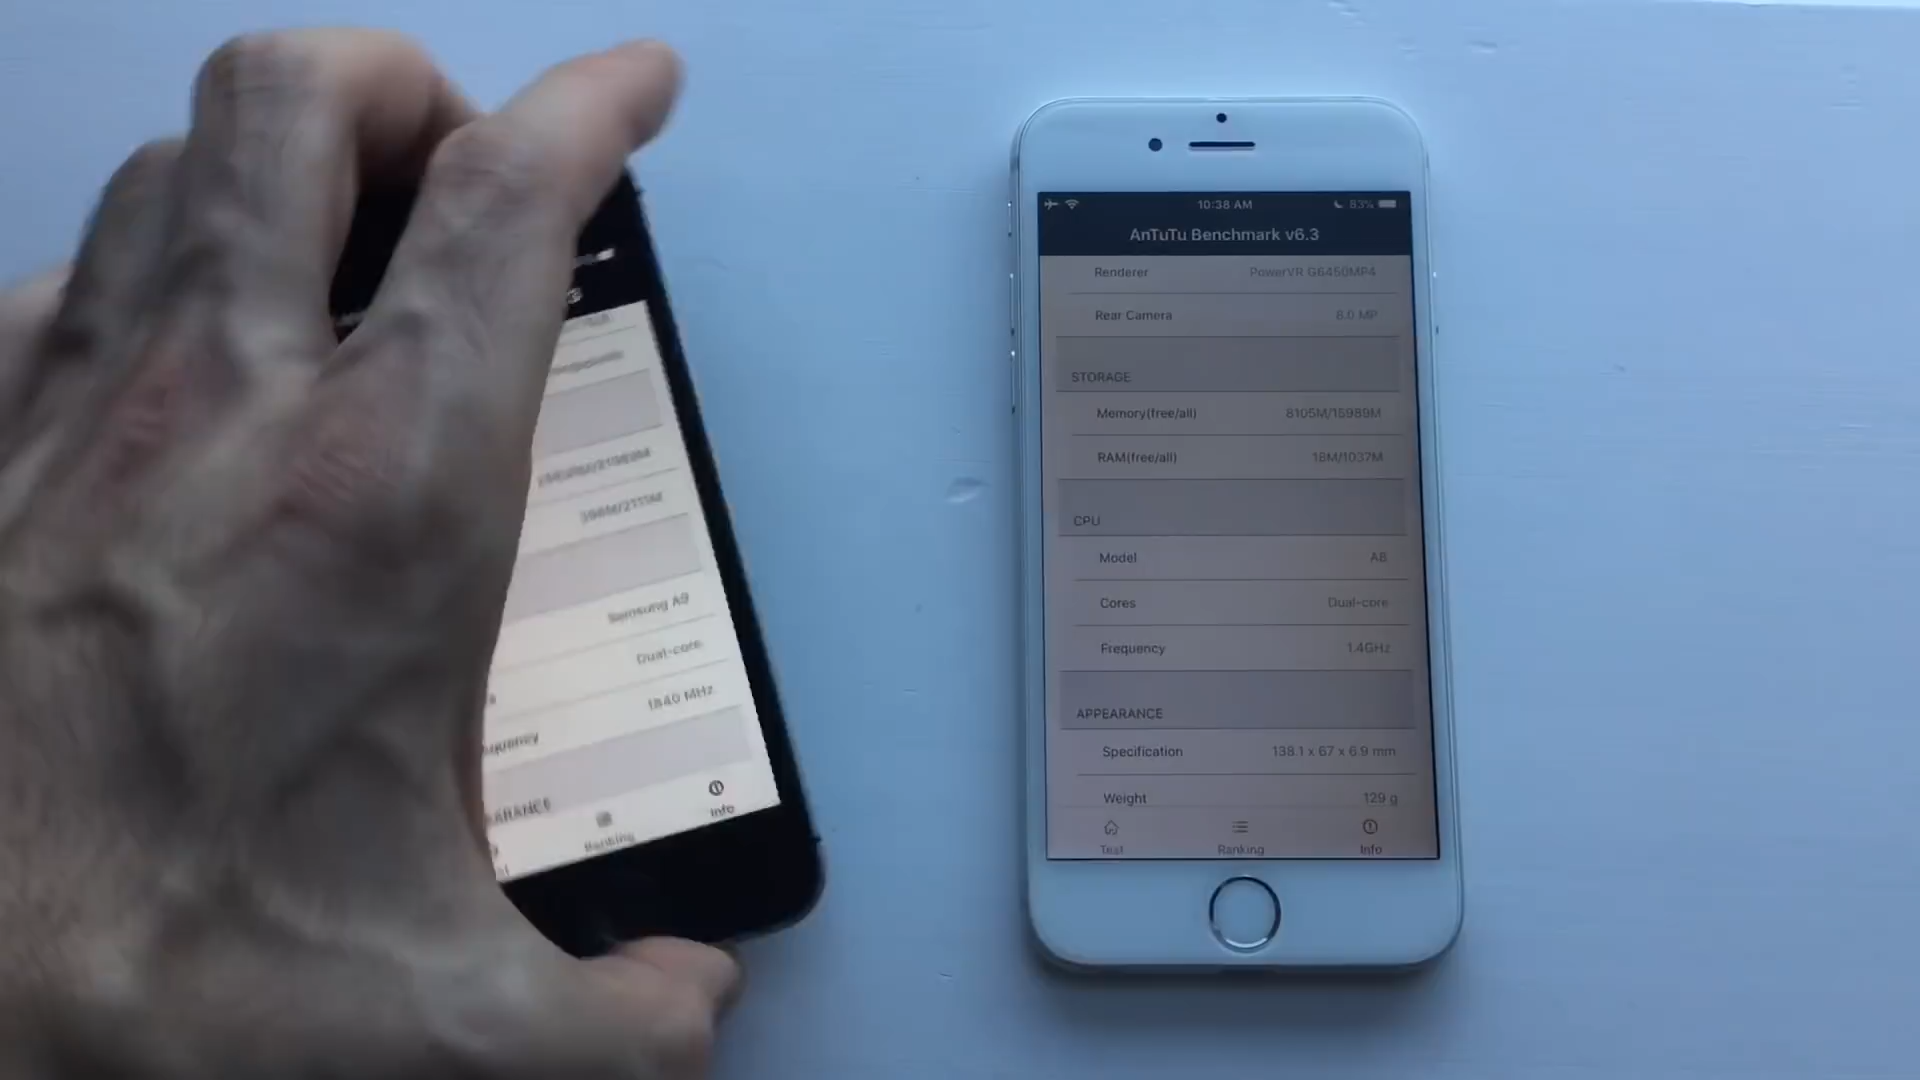 Samsung A9
Dual-core
1840 MHz
Ranking
Info
10:38 AM
83%
AnTuTu Benchmark v6.3
Renderer PowerVR G6450MP4
Rear Camera 8.0 MP
STORAGE
Memory(free/all) 8105M/15989M
RAM(free/all) 18M/1037M
CPU
Model A8
Cores Dual-core
Frequency 1.4GHz
APPEARANCE
Specification 138.1 x 67 x 6.9 mm
Weight 129 g
Test Ranking Info